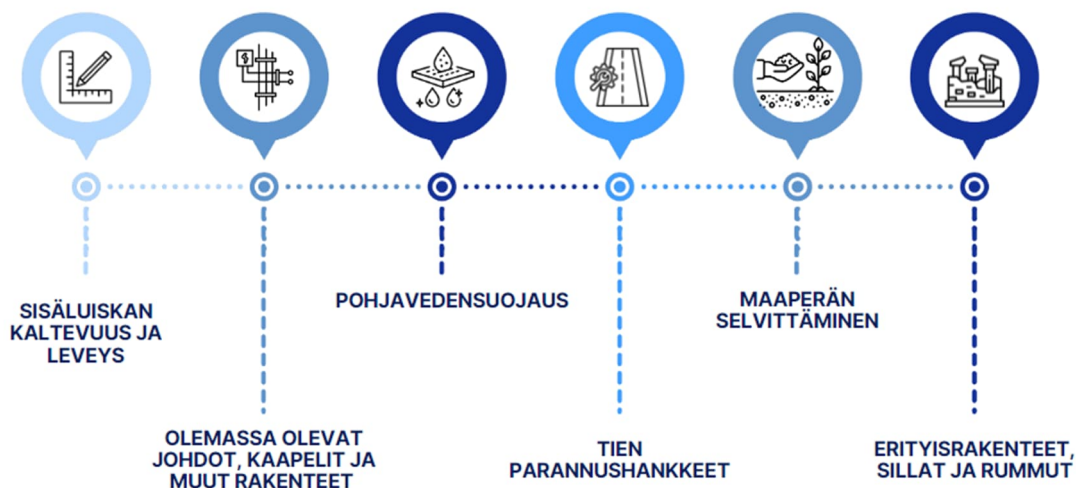 SISÄLUISKAN
KALTEVUUS JA
LEVEYS
OLEMASSA OLEVAT
JOHDOT, KAAPELIT JA
MUUT RAKENTEET
POHJAVEDENSUOJAUS
TIEN
PARANNUSHANKKEET
MAAPERÄN
SELVITTÄMINEN
ERITYISRAKENTEET,
SILLAT JA RUMMUT